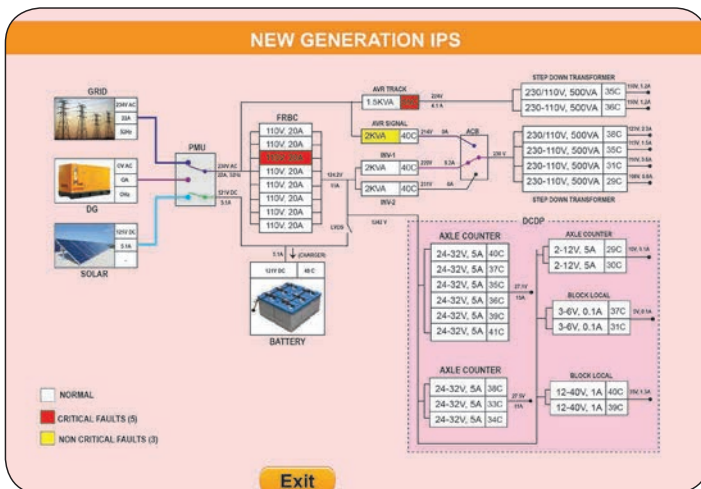 NEW GENERATION IPS
GRID
230V AC
22A
50Hz
DG
0V AC
0A
0Hz
SOLAR
121V DC
3.1A
-
PMU
230V AC
121V DC
3.1A
FRBC
110V, 20A
110V, 20A
110V, 20A
110V, 20A
110V, 20A
110V, 20A
110V, 20A
3.1A
(CHARGER)
LVDS
121V DC
40 C
BATTERY
AVR TRACK
1.5KVA
AVR SIGNAL
2KVA 40C
INV-1
2KVA 40C
2KVA 40C
INV-2
ACB
230 V
STEP DOWN TRANSFORMER
230/110V, 500VA 35C
230-110V, 500VA 36C
230/110V, 500VA 38C
230-110V, 500VA 35C
230-110V, 500VA 31C
230-110V, 500VA 29C
STEP DOWN TRANSFORMER
DCDP
AXLE COUNTER
24-32V, 5A 40C
24-32V, 5A 37C
24-32V, 5A 35C
24-32V, 5A 36C
24-32V, 5A 39C
24-32V, 5A 41C
AXLE COUNTER
24-32V, 5A 38C
24-32V, 5A 33C
24-32V, 5A 34C
AXLE COUNTER
2-12V, 5A 29C
2-12V, 5A 30C
BLOCK LOCAL
3-6V, 0.1A 37C
3-6V, 0.1A 31C
BLOCK LOCAL
12-40V, 1A 40C
12-40V, 1A 39C
NORMAL
CRITICAL FAULTS (5)
NON CRITICAL FAULTS (3)
Exit